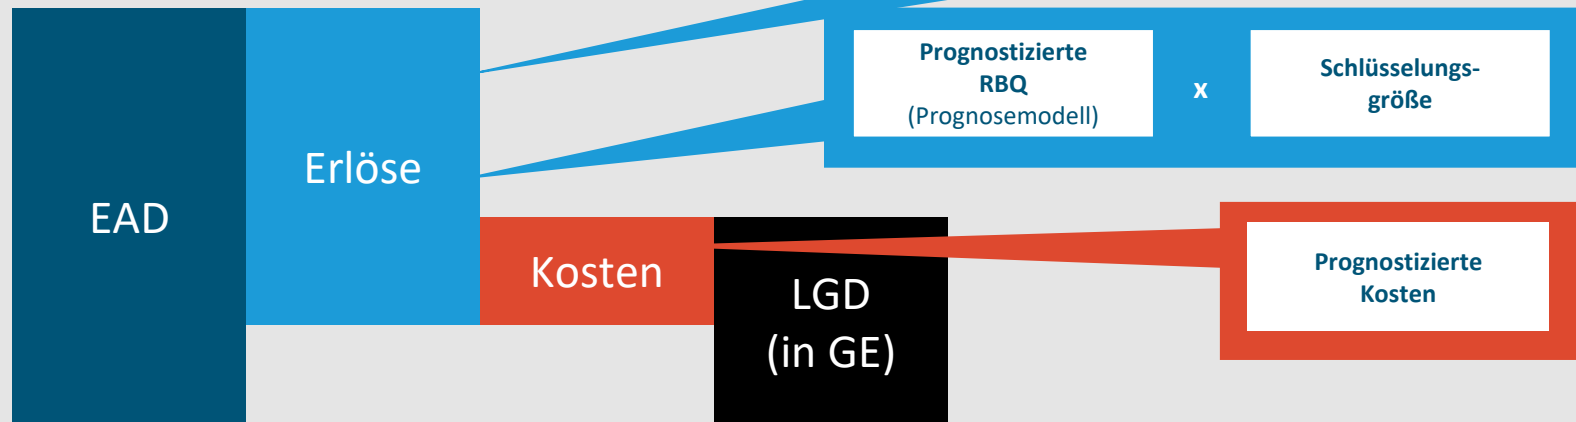 EAD
Erlöse
Kosten
LGD
(in GE)
Prognostizierte
RBQ
(Prognosemodell)
x
Schlüsselungs-
größe
Prognostizierte
Kosten